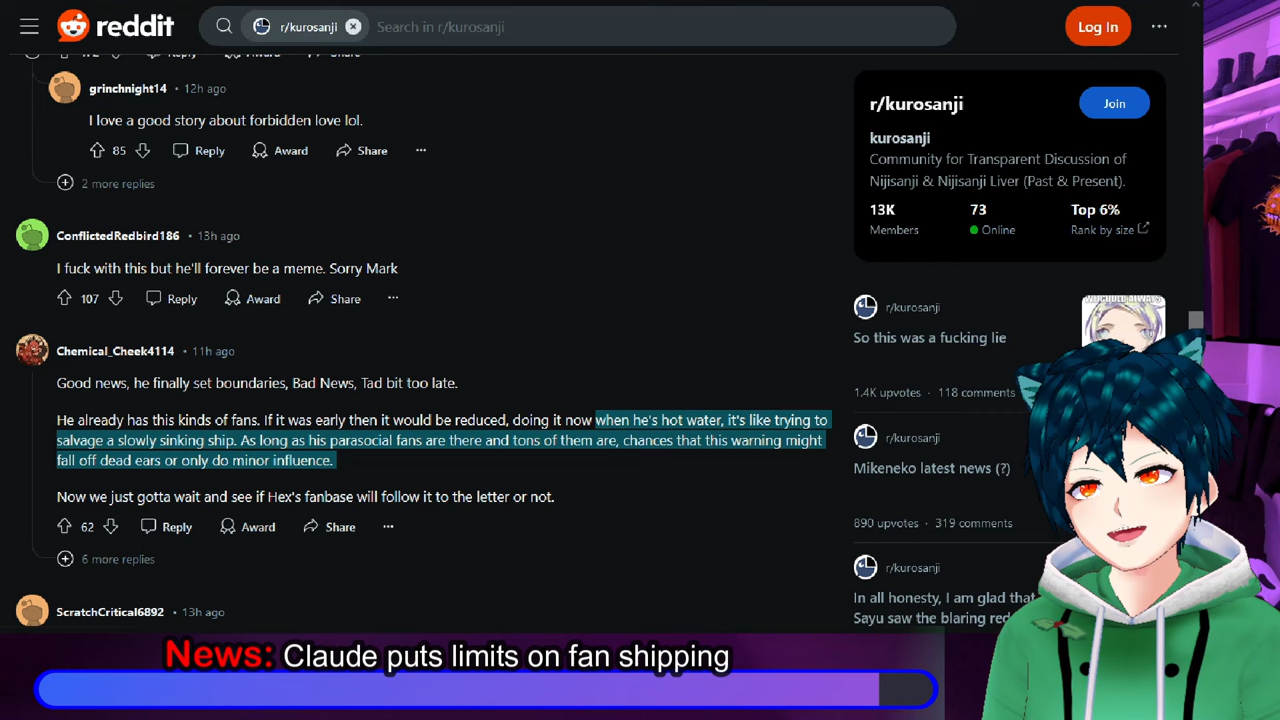 reddit
r/kurosanji
Search in r/kurosanji
Log In
Reply
Award
Share
grinchnight14 • 12h ago
I love a good story about forbidden love lol.
85
Reply
Award
Share
2 more replies
ConflictedRedbird186 • 13h ago
I fuck with this but he'll forever be a meme. Sorry Mark
107
Reply
Award
Share
Chemical_Cheek4114 • 11h ago
Good news, he finally set boundaries, Bad News, Tad bit too late.
He already has this kinds of fans. If it was early then it would be reduced, doing it now when he's hot water, it's like trying to
salvage a slowly sinking ship. As long as his parasocial fans are there and tons of them are, chances that this warning might
fall off dead ears or only do minor influence.
Now we just gotta wait and see if Hex's fanbase will follow it to the letter or not.
62
Reply
Award
Share
6 more replies
ScratchCritical6892 • 13h ago
r/kurosanji
Join
kurosanji
Community for Transparent Discussion of
Nijisanji & Nijisanji Liver (Past & Present).
13K
73
Top 6%
Members
Online
Rank by size
r/kurosanji
So this was a fucking lie
1.4K upvotes • 118 comments
r/kurosanji
Mikeneko latest news (?)
890 upvotes • 319 comments
r/kurosanji
In all honesty, I am glad that
Sayu saw the blaring red
News: Claude puts limits on fan shipping